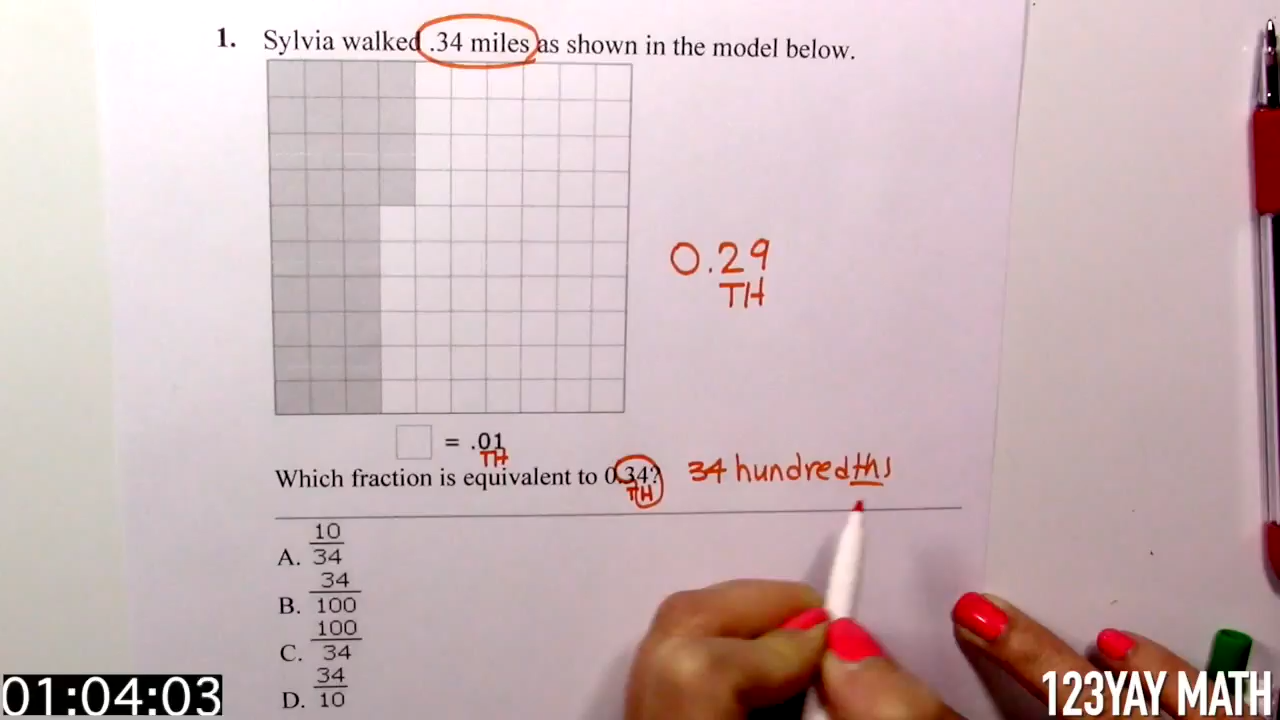 1. Sylvia walked .34 miles as shown in the model below.
0.29
TH
= .01
TH
Which fraction is equivalent to 0.34?
TH
34 hundredths
A. 10/34
B. 34/100
C. 100/34
D. 34/10
01:04:03
123YAY MATH